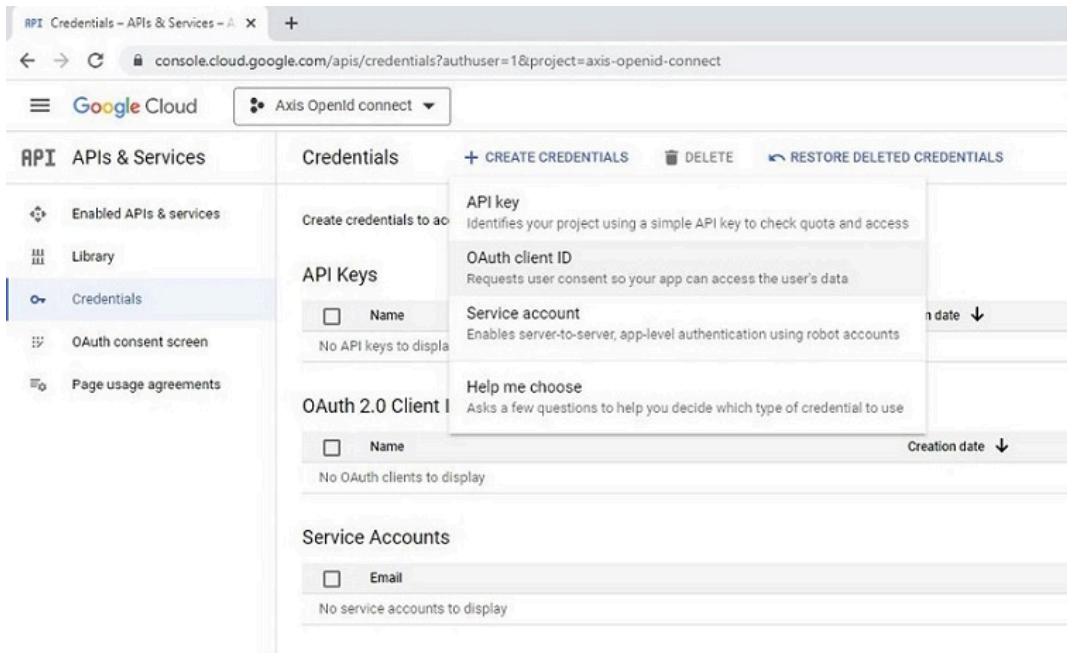 API Credentials – APIs & Services – A
console.cloud.google.com/apis/credentials?authuser=1&project=axis-openid-connect
Google Cloud
Axis OpenId connect
API APIs & Services
Credentials
+ CREATE CREDENTIALS
DELETE
RESTORE DELETED CREDENTIALS
Enabled APIs & services
Library
Credentials
OAuth consent screen
Page usage agreements
Create credentials to ac
API key
Identifies your project using a simple API key to check quota and access
OAuth client ID
Requests user consent so your app can access the user's data
Service account
Enables server-to-server, app-level authentication using robot accounts
Help me choose
Asks a few questions to help you decide which type of credential to use
API Keys
Name
n date
No API keys to displa
OAuth 2.0 Client I
Name
Creation date
No OAuth clients to display
Service Accounts
Email
No service accounts to display